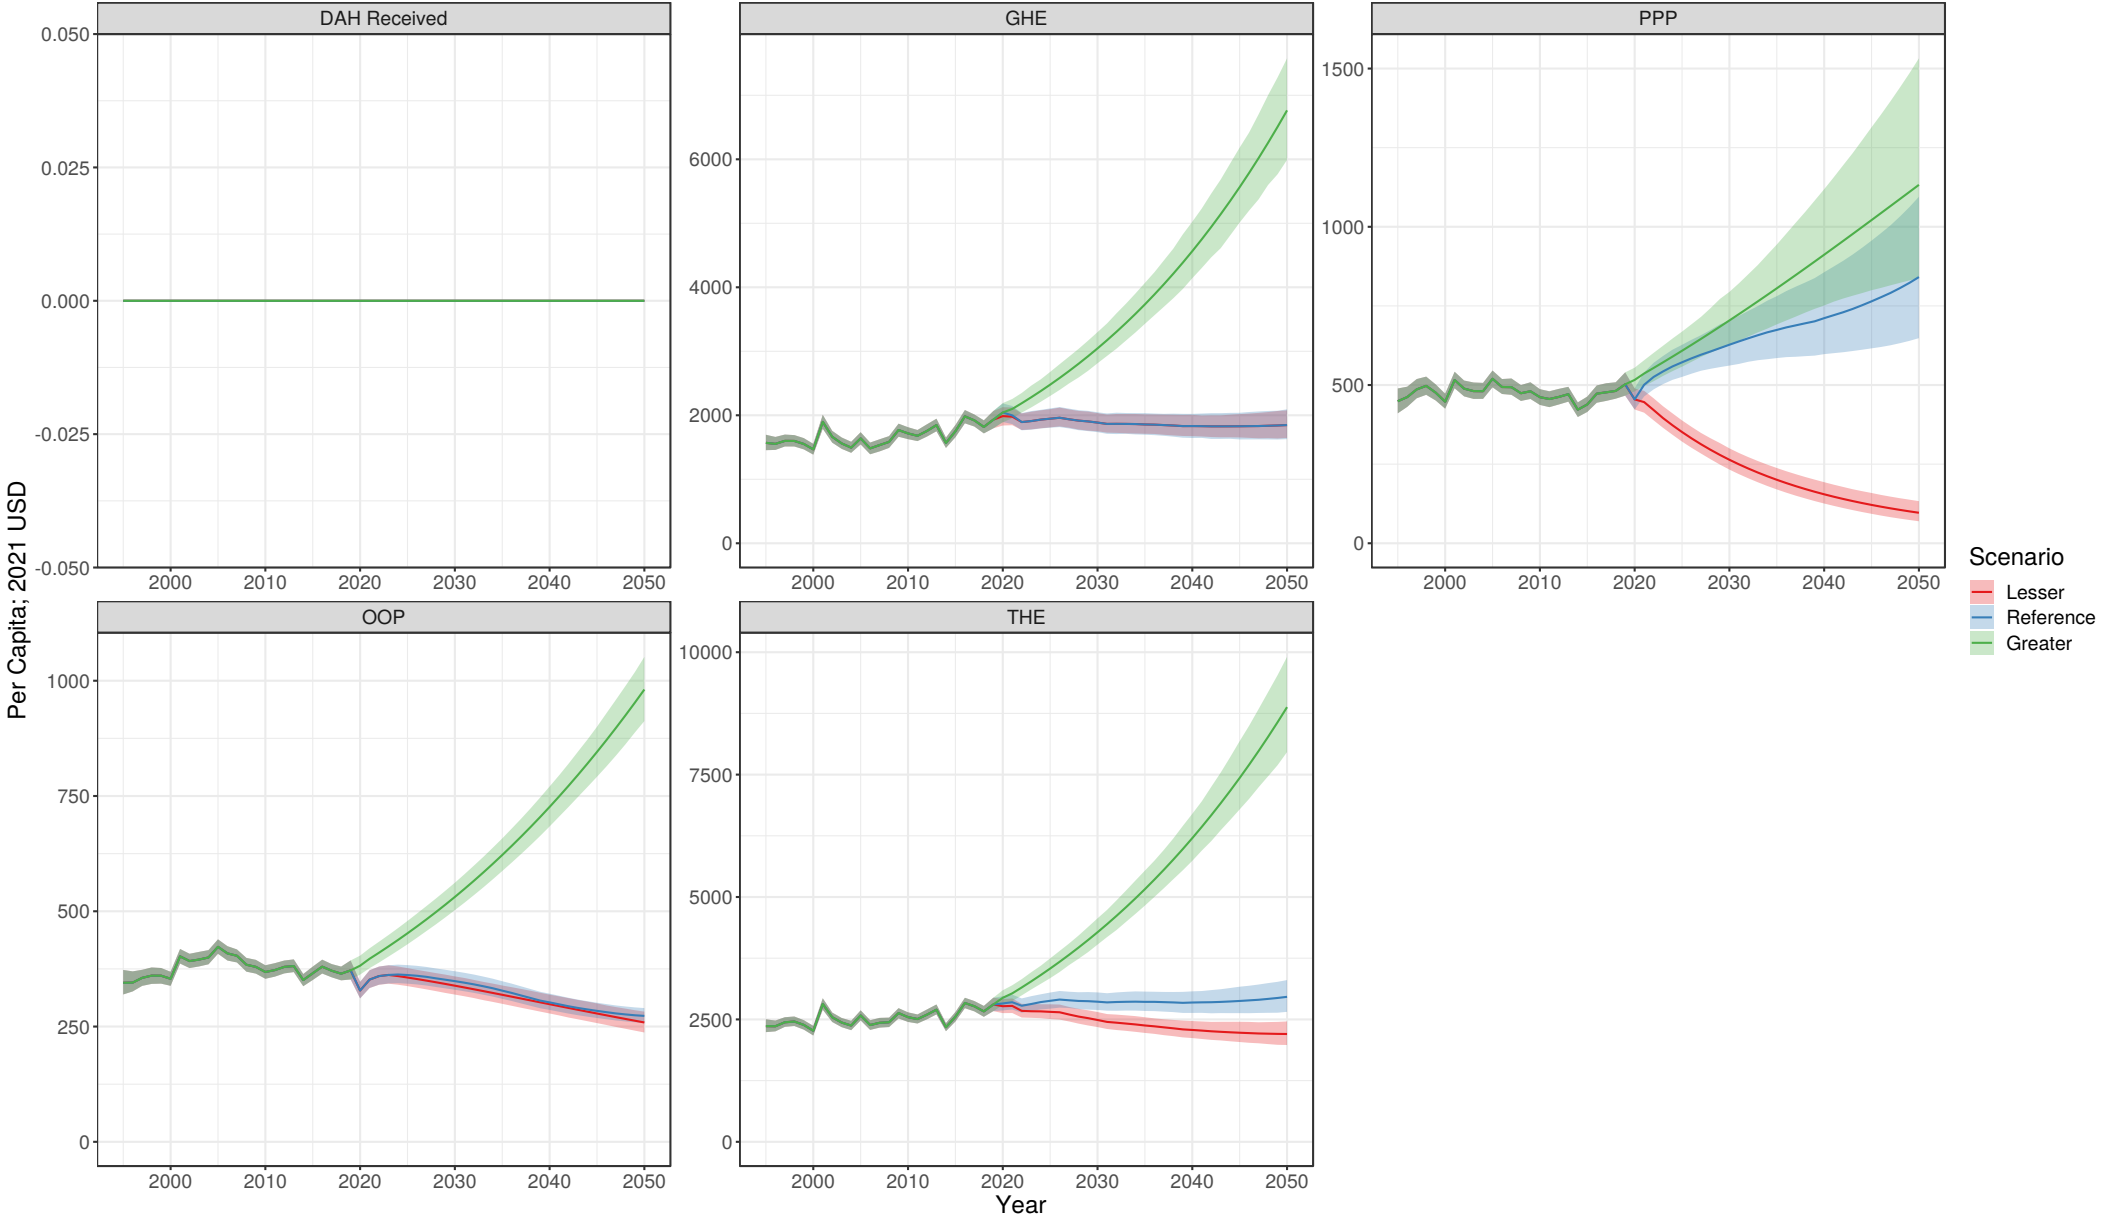 DAH Received
GHE
PPP
0.050
0.025
0.000
-0.025
-0.050
6000
4000
2000
0
1500
1000
500
0
2000 2010 2020 2030 2040 2050
2000 2010 2020 2030 2040 2050
2000 2010 2020 2030 2040 2050
OOP
THE
1000
750
500
250
0
10000
7500
5000
2500
0
2000 2010 2020 2030 2040 2050
2000 2010 2020 2030 2040 2050
Per Capita; 2021 USD
Year
Scenario
Lesser
Reference
Greater